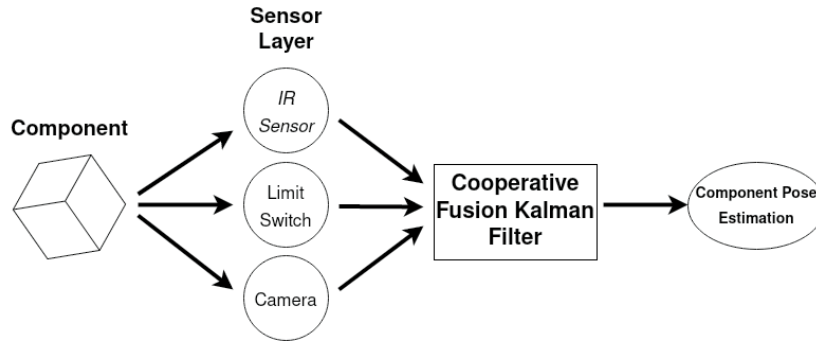 Sensor
Layer
IR
Sensor
Component
Limit
Switch
Camera
Cooperative
Fusion Kalman
Filter
Component Pose
Estimation